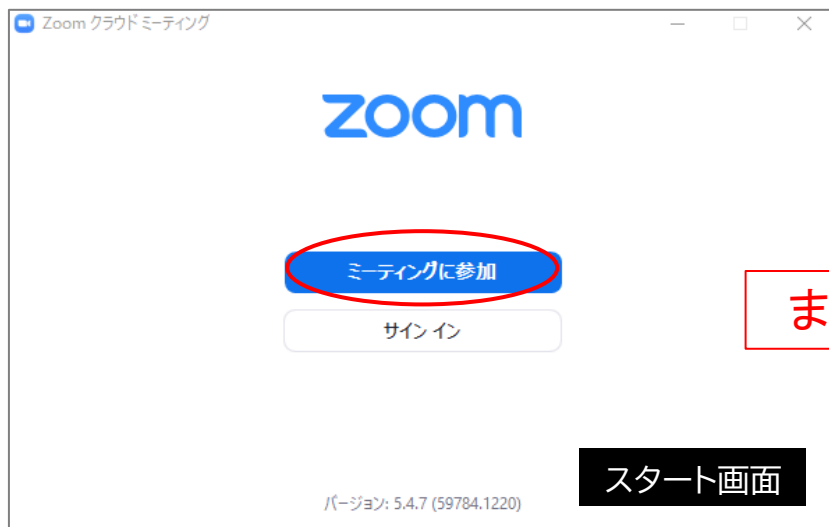 Zoom クラウド ミーティング
zoom
ミーティングに参加
サイン イン
ま
スタート画面
バージョン: 5.4.7 (59784.1220)